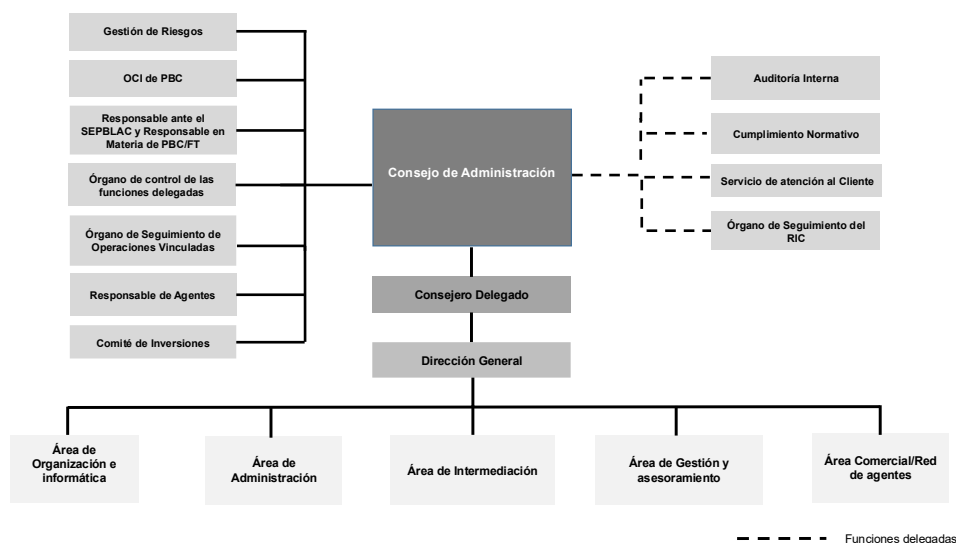 Gestión de Riesgos
OCI de PBC
Responsable ante el
SEPBLAC y Responsable en
Materia de PBC/FT
Órgano de control de las
funciones delegadas
Órgano de Seguimiento de
Operaciones Vinculadas
Responsable de Agentes
Comité de Inversiones
Consejo de Administración
Auditoría Interna
Cumplimiento Normativo
Servicio de atención al Cliente
Órgano de Seguimiento del
RIC
Consejero Delegado
Dirección General
Área de
Organización e
informática
Área de
Administración
Área de Intermediación
Área de Gestión y
asesoramiento
Área Comercial/Red
de agentes
Funciones delegadas